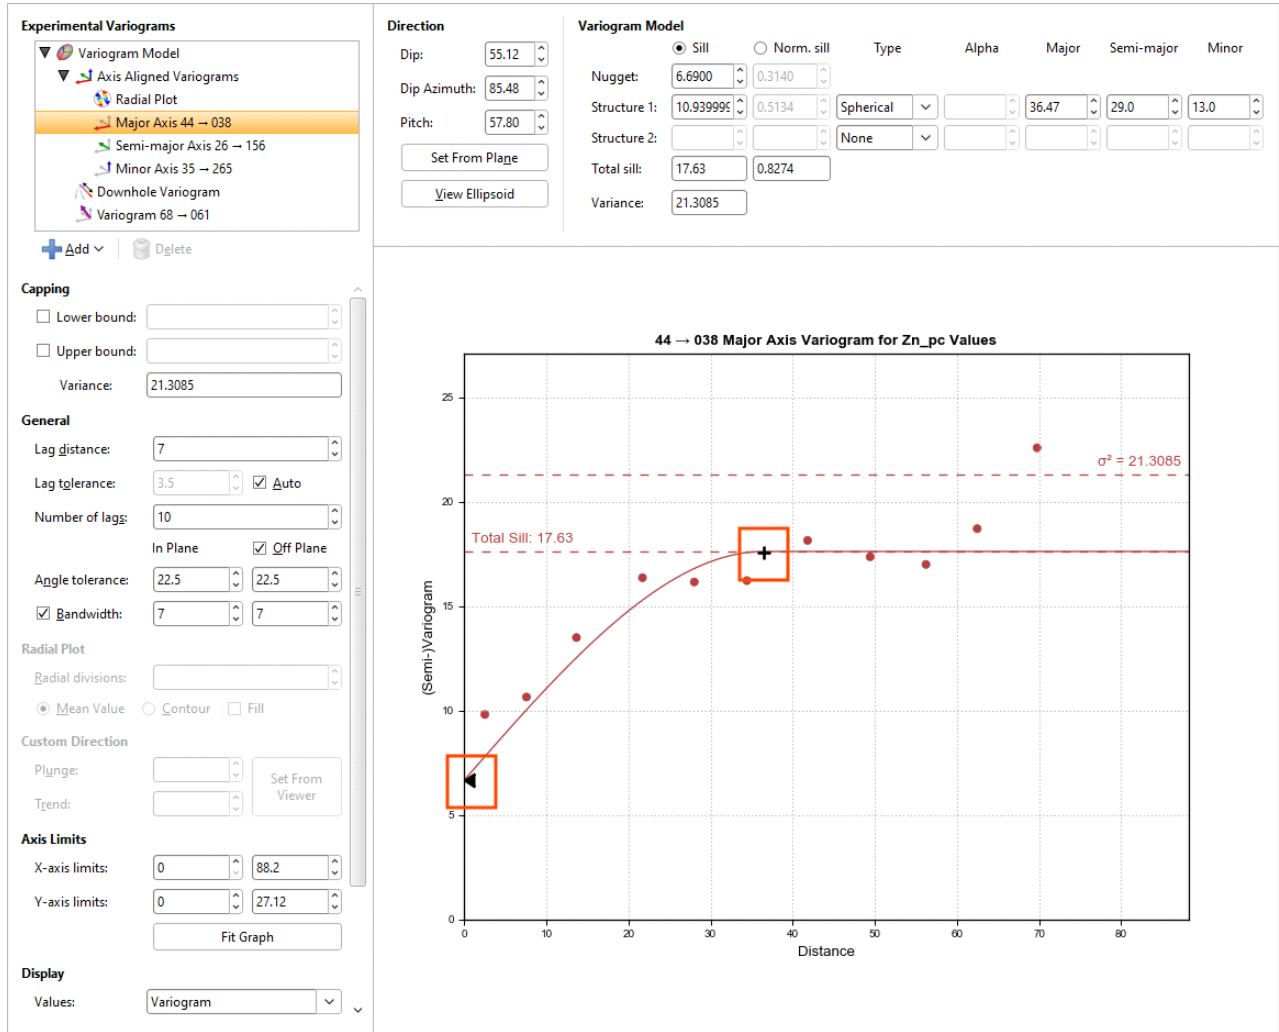 Experimental Variograms
Variogram Model
Axis Aligned Variograms
Radial Plot
Major Axis 44 → 038
Semi-major Axis 26 → 156
Minor Axis 35 → 265
Downhole Variogram
Variogram 68 → 061
Add Delete
Capping
Lower bound:
Upper bound:
Variance: 21.3085
General
Lag distance: 7
Lag tolerance: 3.5 Auto
Number of lags: 10
In Plane Off Plane
Angle tolerance: 22.5 22.5
Bandwidth: 7 7
Radial Plot
Radial divisions:
Mean Value Contour Fill
Custom Direction
Plunge:
Trend:
Set From
Viewer
Axis Limits
X-axis limits: 0 88.2
Y-axis limits: 0 27.12
Fit Graph
Display
Values: Variogram
Direction
Dip: 55.12
Dip Azimuth: 85.48
Pitch: 57.80
Set From Plane
View Ellipsoid
Variogram Model
Sill Norm. sill Type Alpha Major Semi-major Minor
Nugget: 6.6900 0.3140
Structure 1: 10.939999 0.5134 Spherical 36.47 29.0 13.0
Structure 2: None
Total sill: 17.63 0.8274
Variance: 21.3085
44 → 038 Major Axis Variogram for Zn_pc Values
25
σ² = 21.3085
20
Total Sill: 17.63
15
(Semi-)Variogram
10
5
0
0 10 20 30 40 50 60 70 80
Distance